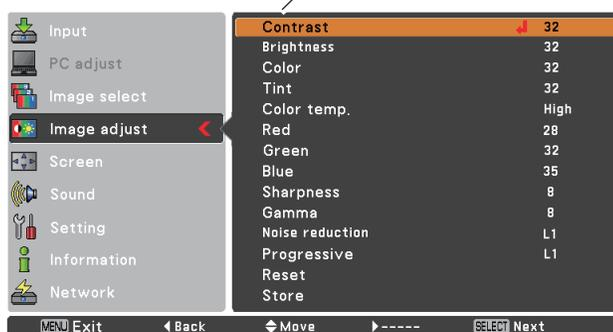 Input
PC adjust
Image select
Image adjust
Screen
Sound
Setting
Information
Network
Contrast 32
Brightness 32
Color 32
Tint 32
Color temp. High
Red 28
Green 32
Blue 35
Sharpness 8
Gamma 8
Noise reduction L1
Progressive L1
Reset
Store
MENU Exit Back Move ----- SELECT Next